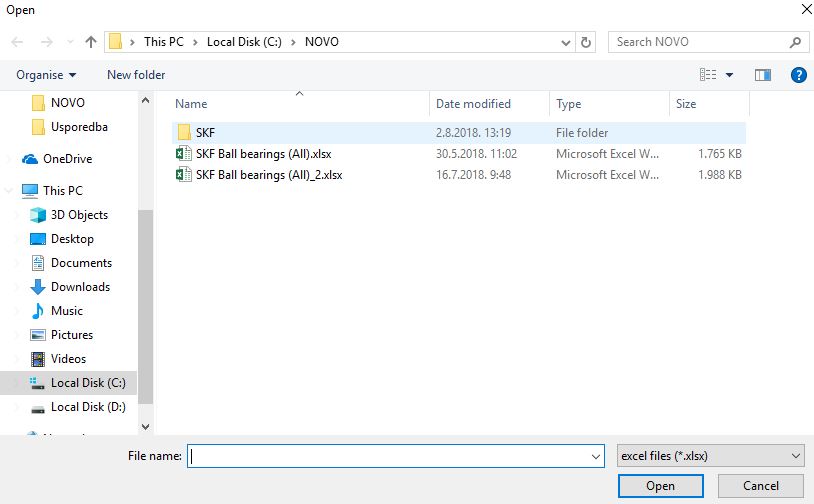 Open
This PC > Local Disk (C:) > NOVO
Search NOVO
Organise
New folder
NOVO
Usporedba
OneDrive
This PC
3D Objects
Desktop
Documents
Downloads
Music
Pictures
Videos
Local Disk (C:)
Local Disk (D:)
Name Date modified Type Size
SKF 2.8.2018. 13:19 File folder
SKF Ball bearings (All).xlsx 30.5.2018. 11:02 Microsoft Excel W... 1.765 KB
SKF Ball bearings (All)_2.xlsx 16.7.2018. 9:48 Microsoft Excel W... 1.988 KB
File name:
excel files (*.xlsx)
Open
Cancel